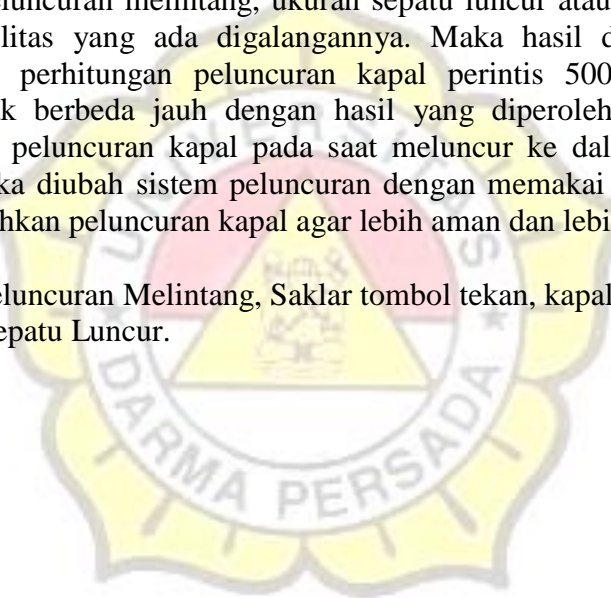 eluncuran melintang, ukuran sepatu luncur atau
litas yang ada digalangannya. Maka hasil d
perhitungan peluncuran kapal perintis 500
k berbeda jauh dengan hasil yang diperoleh
peluncuran kapal pada saat meluncur ke dal
ka diubah sistem peluncuran dengan memakai
hkan peluncuran kapal agar lebih aman dan lebi
eluncuran Melintang, Saklar tombol tekan, kapal
epatu Luncur.
UNIVERSITAS
DARMA PERSADA